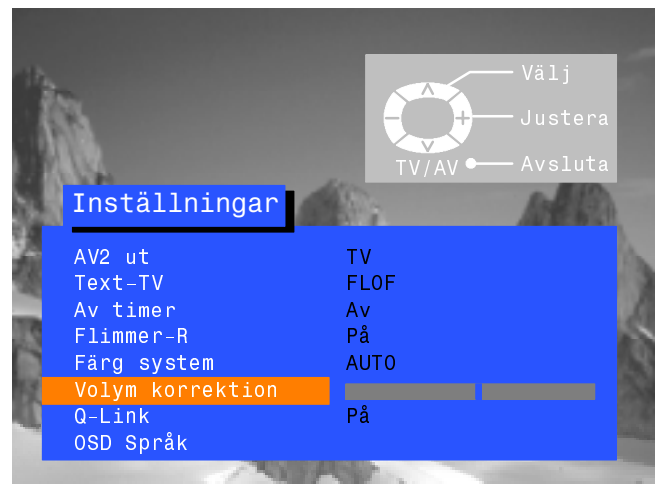 Välj
Justera
TV/AV Avsluta
Inställningar
AV2 ut TV
Text-TV FLOF
Av timer Av
Flimmer-R På
Färg system AUTO
Volym korrektion
Q-Link På
OSD Språk